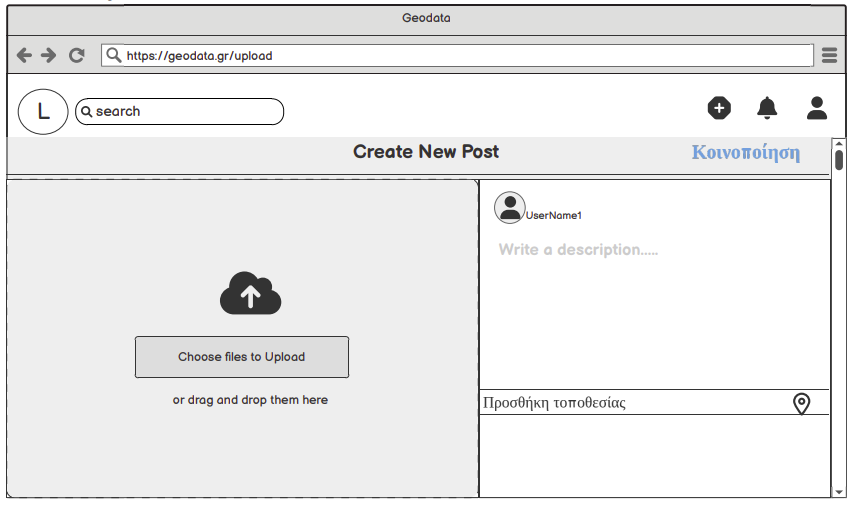 Geodata
https://geodata.gr/upload
L
search
Create New Post
Κοινοποίηση
UserName1
Write a description.....
Choose files to Upload
or drag and drop them here
Προσθήκη τοποθεσίας